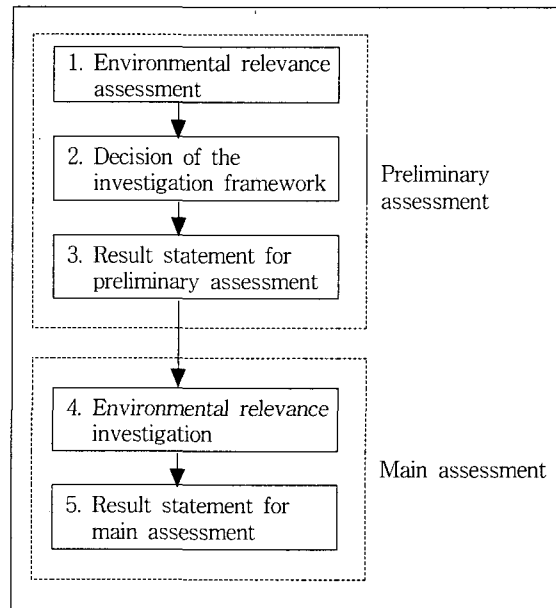 1. Environmental relevance
assessment
2. Decision of the
investigation framework
Preliminary
assessment
3. Result statement for
preliminary assessment
4. Environmental relevance
investigation
Main assessment
5. Result statement for
main assessment